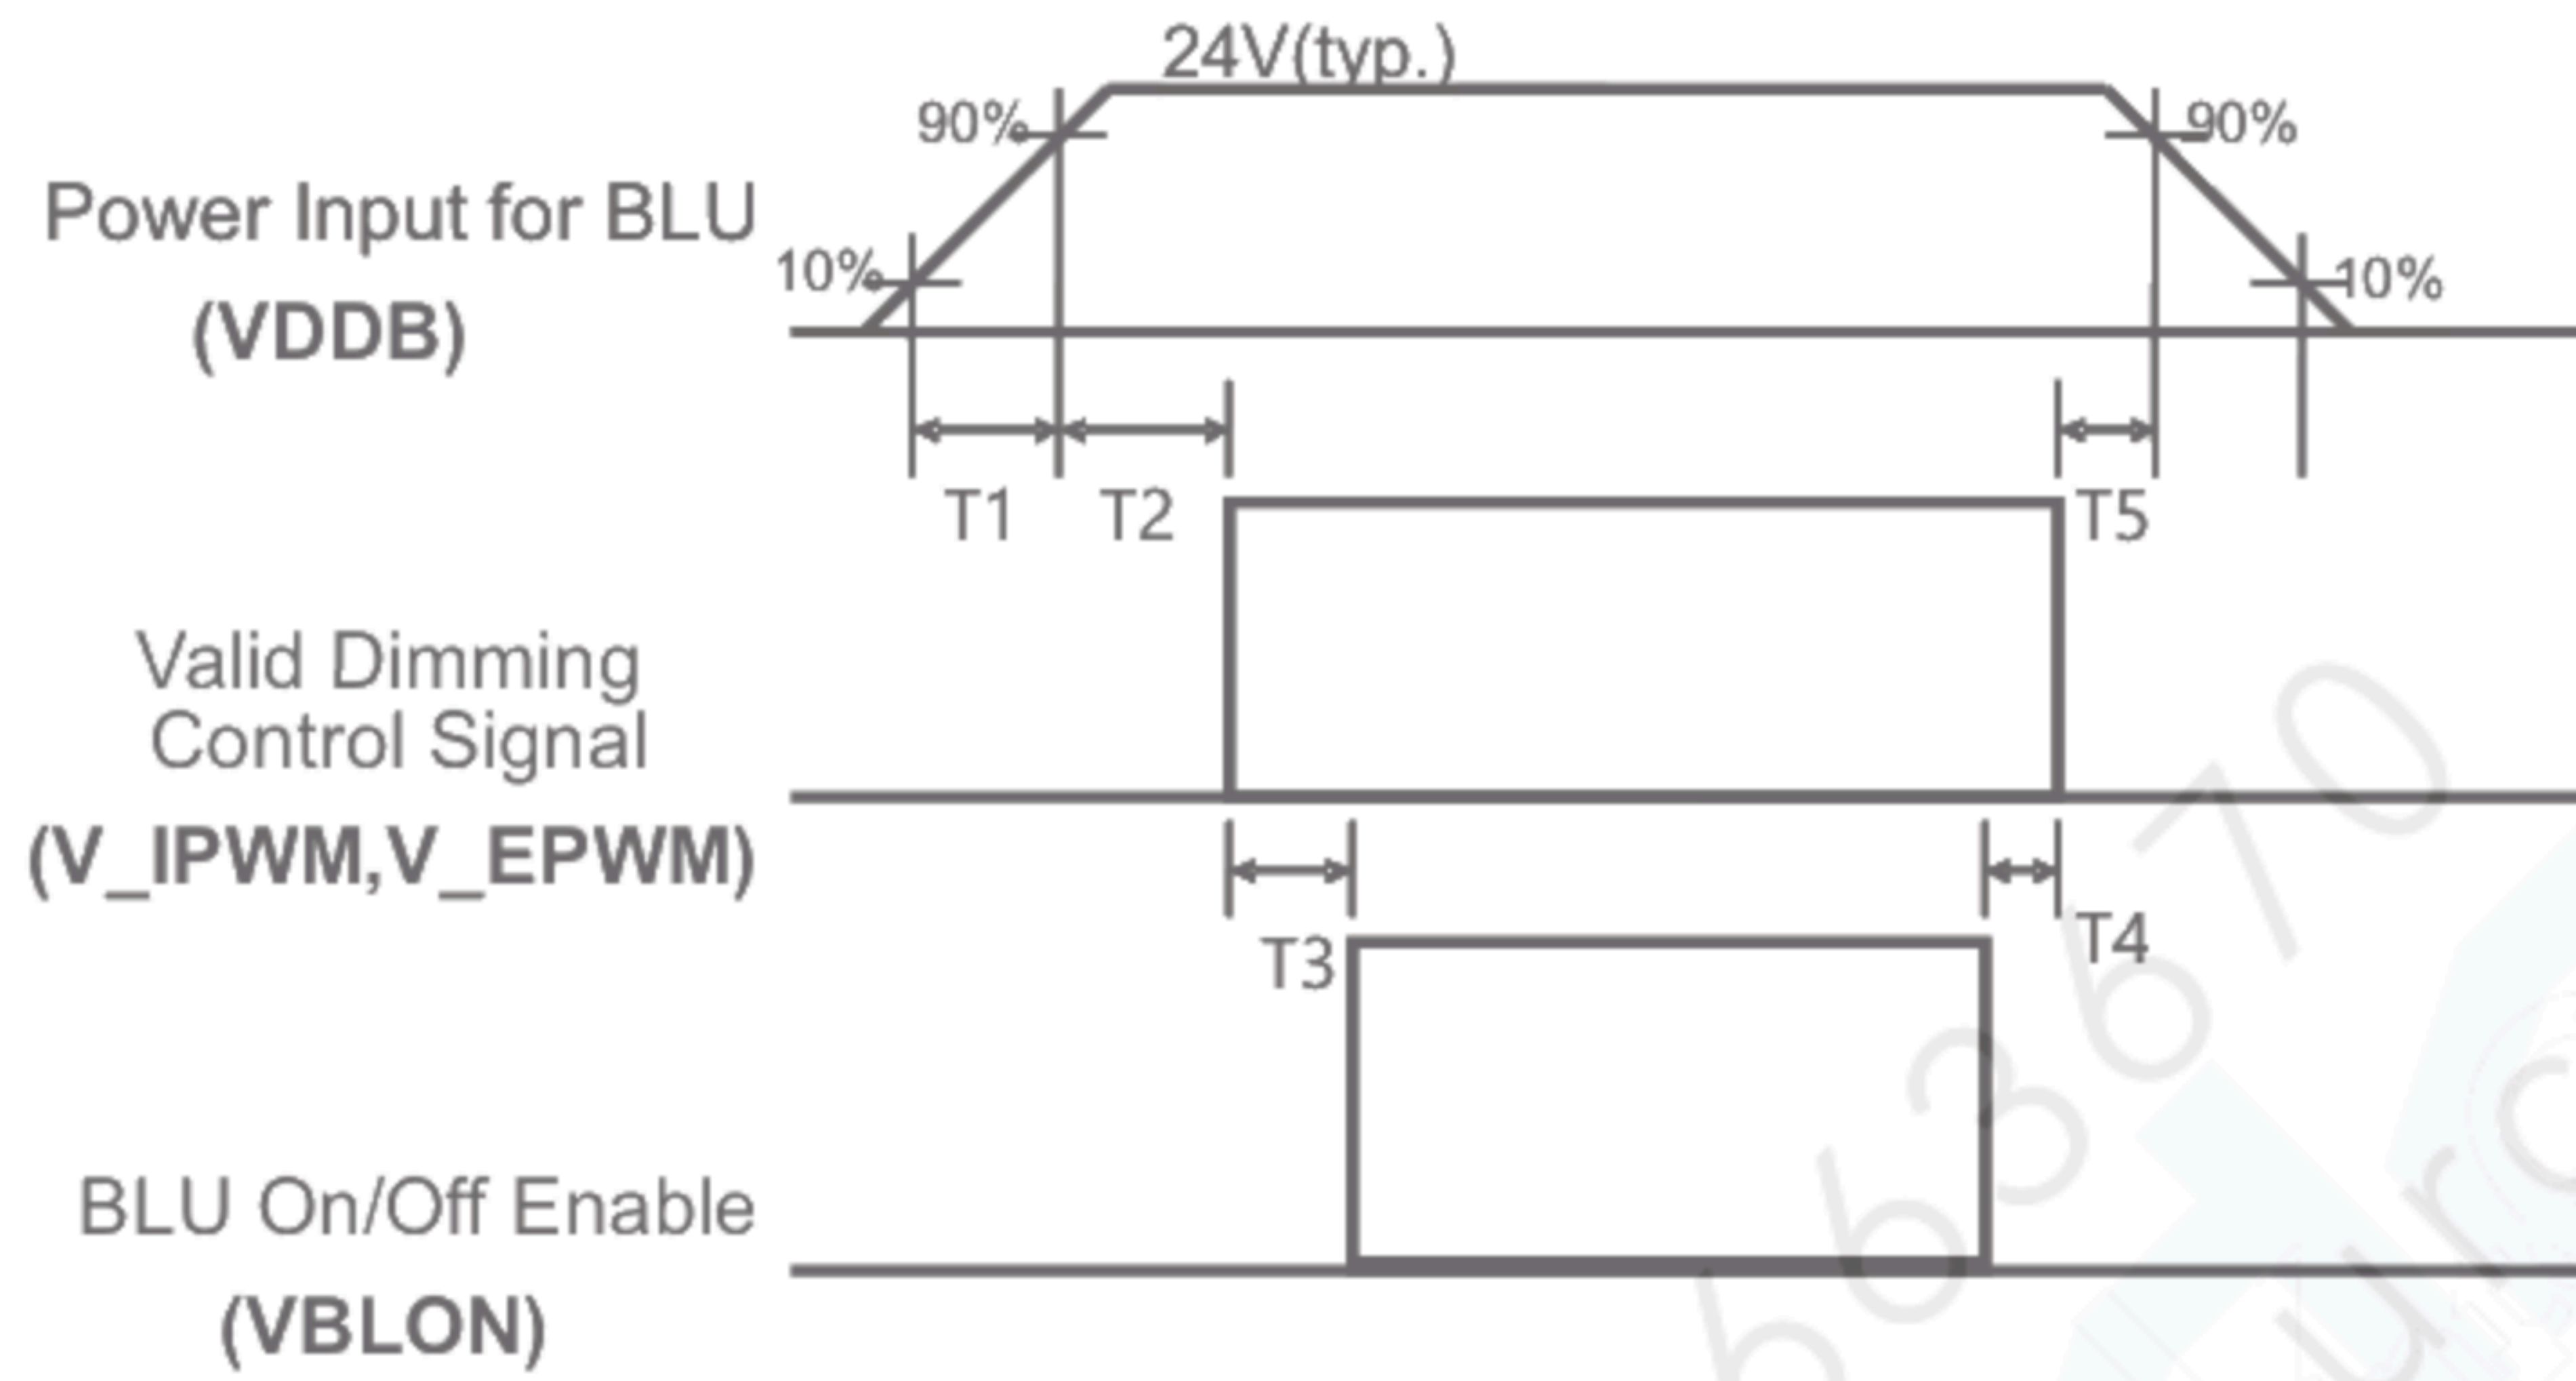 24V(typ.)
90%
90%
Power Input for BLU
10%
10%
(VDDB)
T1
T2
T5
Valid Dimming
Control Signal
(V_IPWM,V_EPWM)
T3
T4
BLU On/Off Enable
(VBLON)
63670